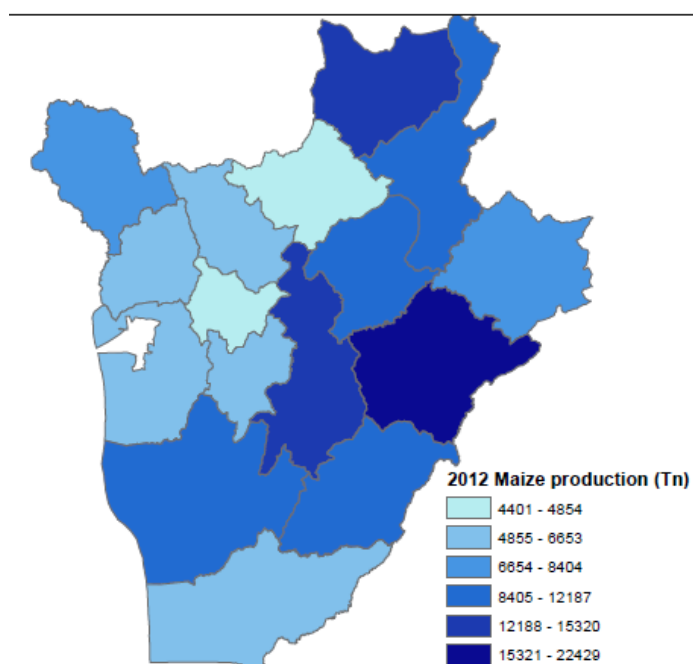 2012 Maize production (Tn)
4401 - 4854
4855 - 6653
6654 - 8404
8405 - 12187
12188 - 15320
15321 - 22429